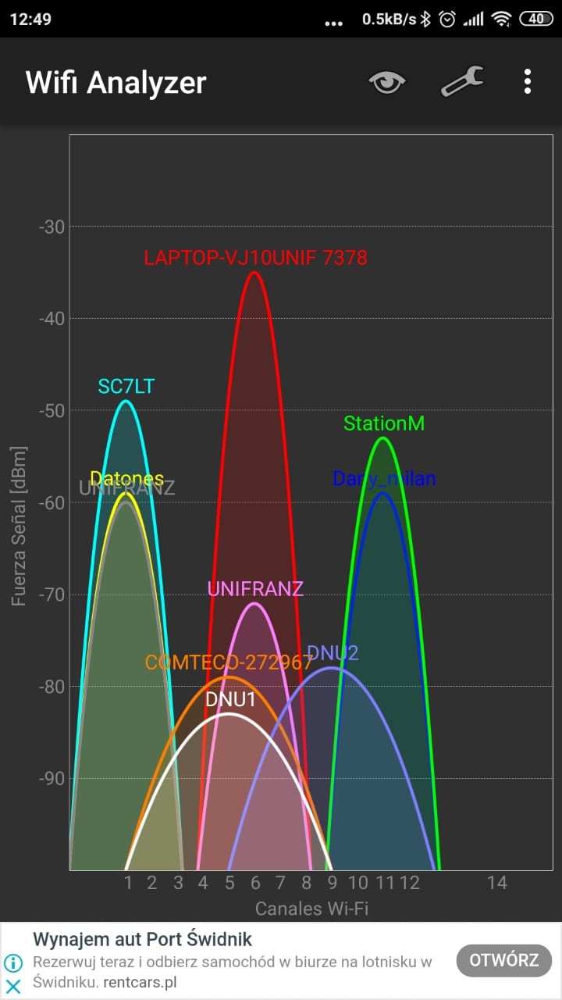 12:49
... 0.5kB/s 40
Wifi Analyzer
-30
LAPTOP-VJ10UNIF 7378
-40
SC7LT
-50
StationM
Datones
Dany_milan
UNIFRANZ
-60
UNIFRANZ
-70
DNU2
COMTECO-272967
-80
DNU1
-90
Fuerza Señal [dBm]
1 2 3 4 5 6 7 8 9 10 11 12 14
Canales Wi-Fi
Wynajem aut Port Świdnik
Rezerwuj teraz i odbierz samochód w biurze na lotnisku w
Świdniku. rentcars.pl
OTWÓRZ